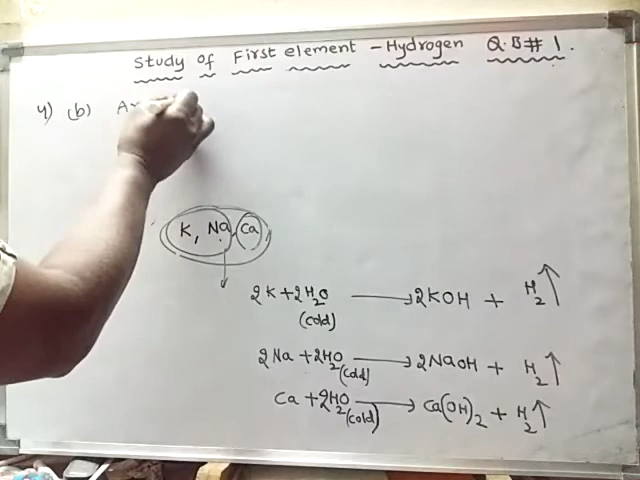 Study of First element - Hydrogen Q.B# 1.
4) (b)
K, Na, Ca
2K + 2H₂O ⟶ 2KOH + H₂↑
(cold)
2Na + 2H₂O ⟶ 2NaOH + H₂↑
(cold)
Ca + 2H₂O ⟶ Ca(OH)₂ + H₂↑
(cold)